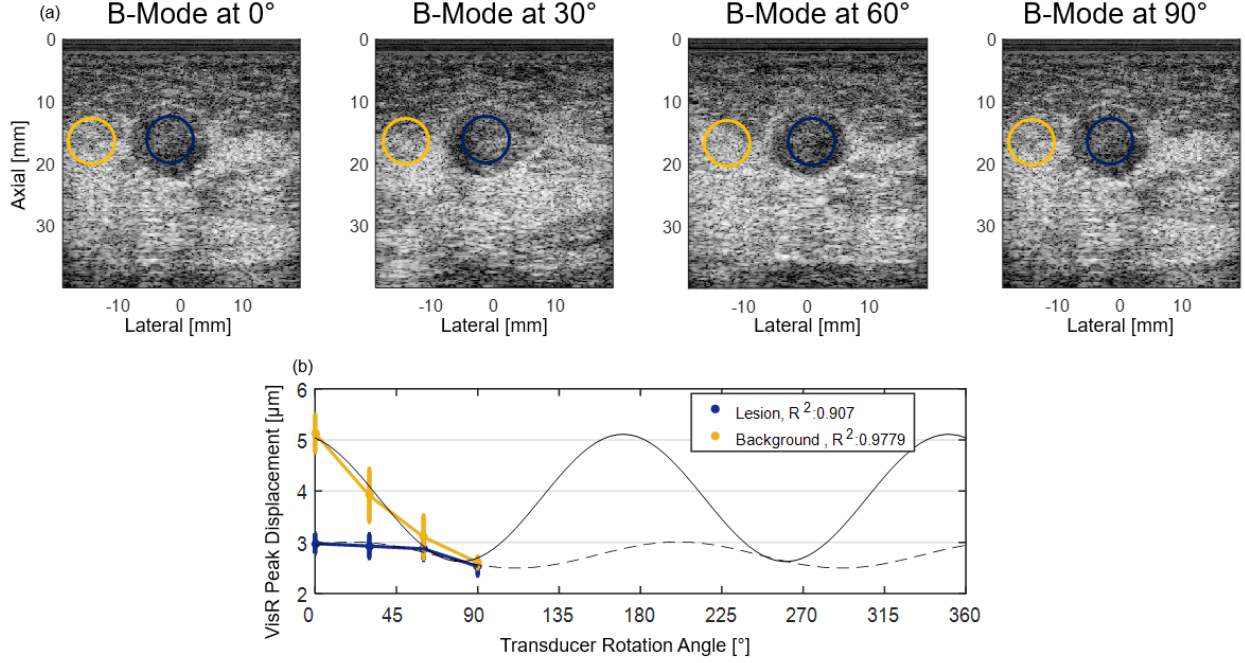 (a)
B-Mode at 0° B-Mode at 30° B-Mode at 60° B-Mode at 90°
0 0 0 0
10 10 10 10
20 20 20 20
30 30 30 30
Axial [mm]
-10 0 10 -10 0 10 -10 0 10 -10 0 10
Lateral [mm] Lateral [mm] Lateral [mm] Lateral [mm]
(b)
6
5
4
3
2
VisR Peak Displacement [µm]
Lesion, R²:0.907
Background , R²:0.9779
0 45 90 135 180 225 270 315 360
Transducer Rotation Angle [°]